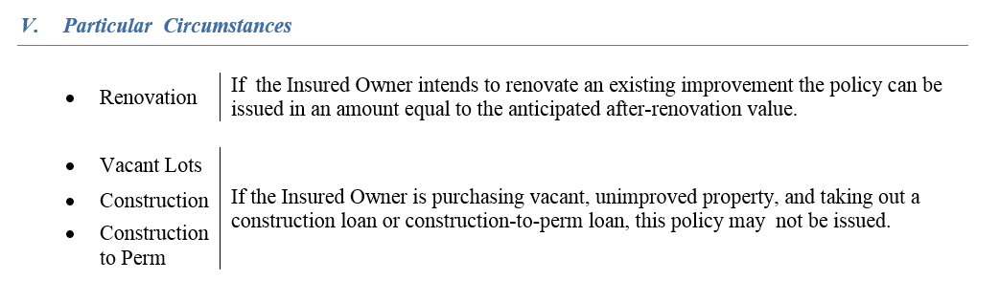 V. Particular Circumstances
• Renovation
If the Insured Owner intends to renovate an existing improvement the policy can be
issued in an amount equal to the anticipated after-renovation value.
• Vacant Lots
• Construction
• Construction
to Perm
If the Insured Owner is purchasing vacant, unimproved property, and taking out a
construction loan or construction-to-perm loan, this policy may not be issued.